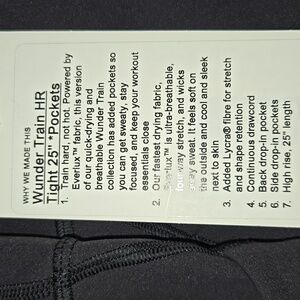 WHY WE MADE THIS
Wunder Train HR
Tight 25" *Pockets
1. Train hard, not hot. Powered by
Everlux™ fabric, this version
of our quick-drying and
breathable Wunder Train
collection has added pockets so
you can get sweaty, stay
focused, and keep your workout
essentials close
2. Our fastest drying fabric,
Everlux™ is ultra-breathable,
four-way stretch, and wicks
away sweat. It feels soft on
the outside and cool and sleek
next to skin
3. Added Lycra® fibre for stretch
and shape retention
4. Continuous drawcord
5. Back drop-in pocket
6. Side drop-in pockets
7. High rise, 25" length